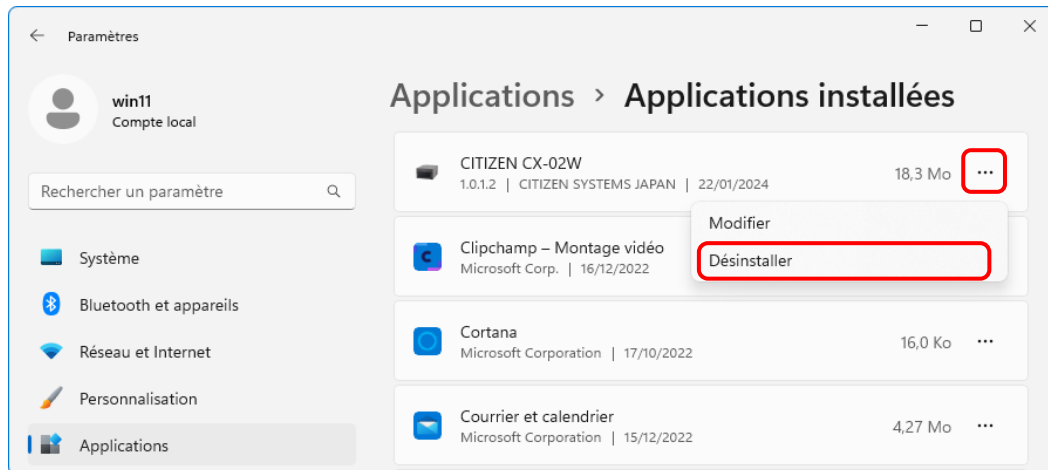 Paramètres
win11
Compte local
Rechercher un paramètre
Système
Bluetooth et appareils
Réseau et Internet
Personnalisation
Applications
Applications > Applications installées
CITIZEN CX-02W
1.0.1.2 | CITIZEN SYSTEMS JAPAN | 22/01/2024
18,3 Mo
Modifier
Désinstaller
Clipchamp – Montage vidéo
Microsoft Corp. | 16/12/2022
Cortana
Microsoft Corporation | 17/10/2022
16,0 Ko
Courrier et calendrier
Microsoft Corporation | 15/12/2022
4,27 Mo